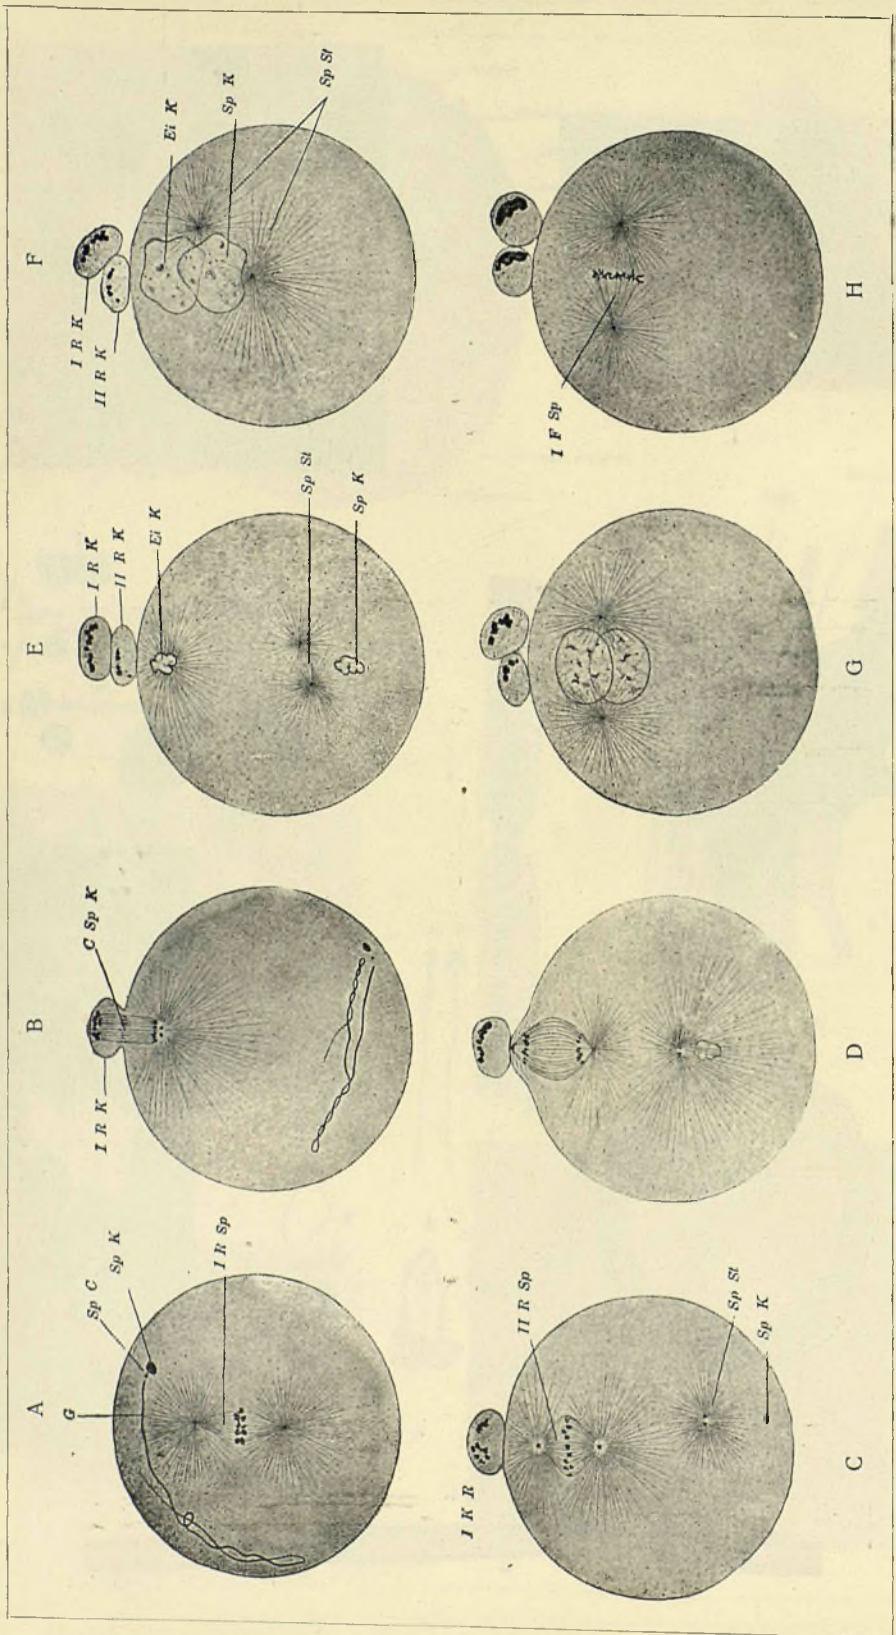 A
G
Sp C
Sp K
I R Sp
B
I R K
C Sp K
E
I R K
II R K
Ei K
Sp St
Sp K
F
I R K
II R K
Ei K
Sp K
Sp St
C
I K R
II R Sp
Sp St
Sp K
D
G
H
I F Sp